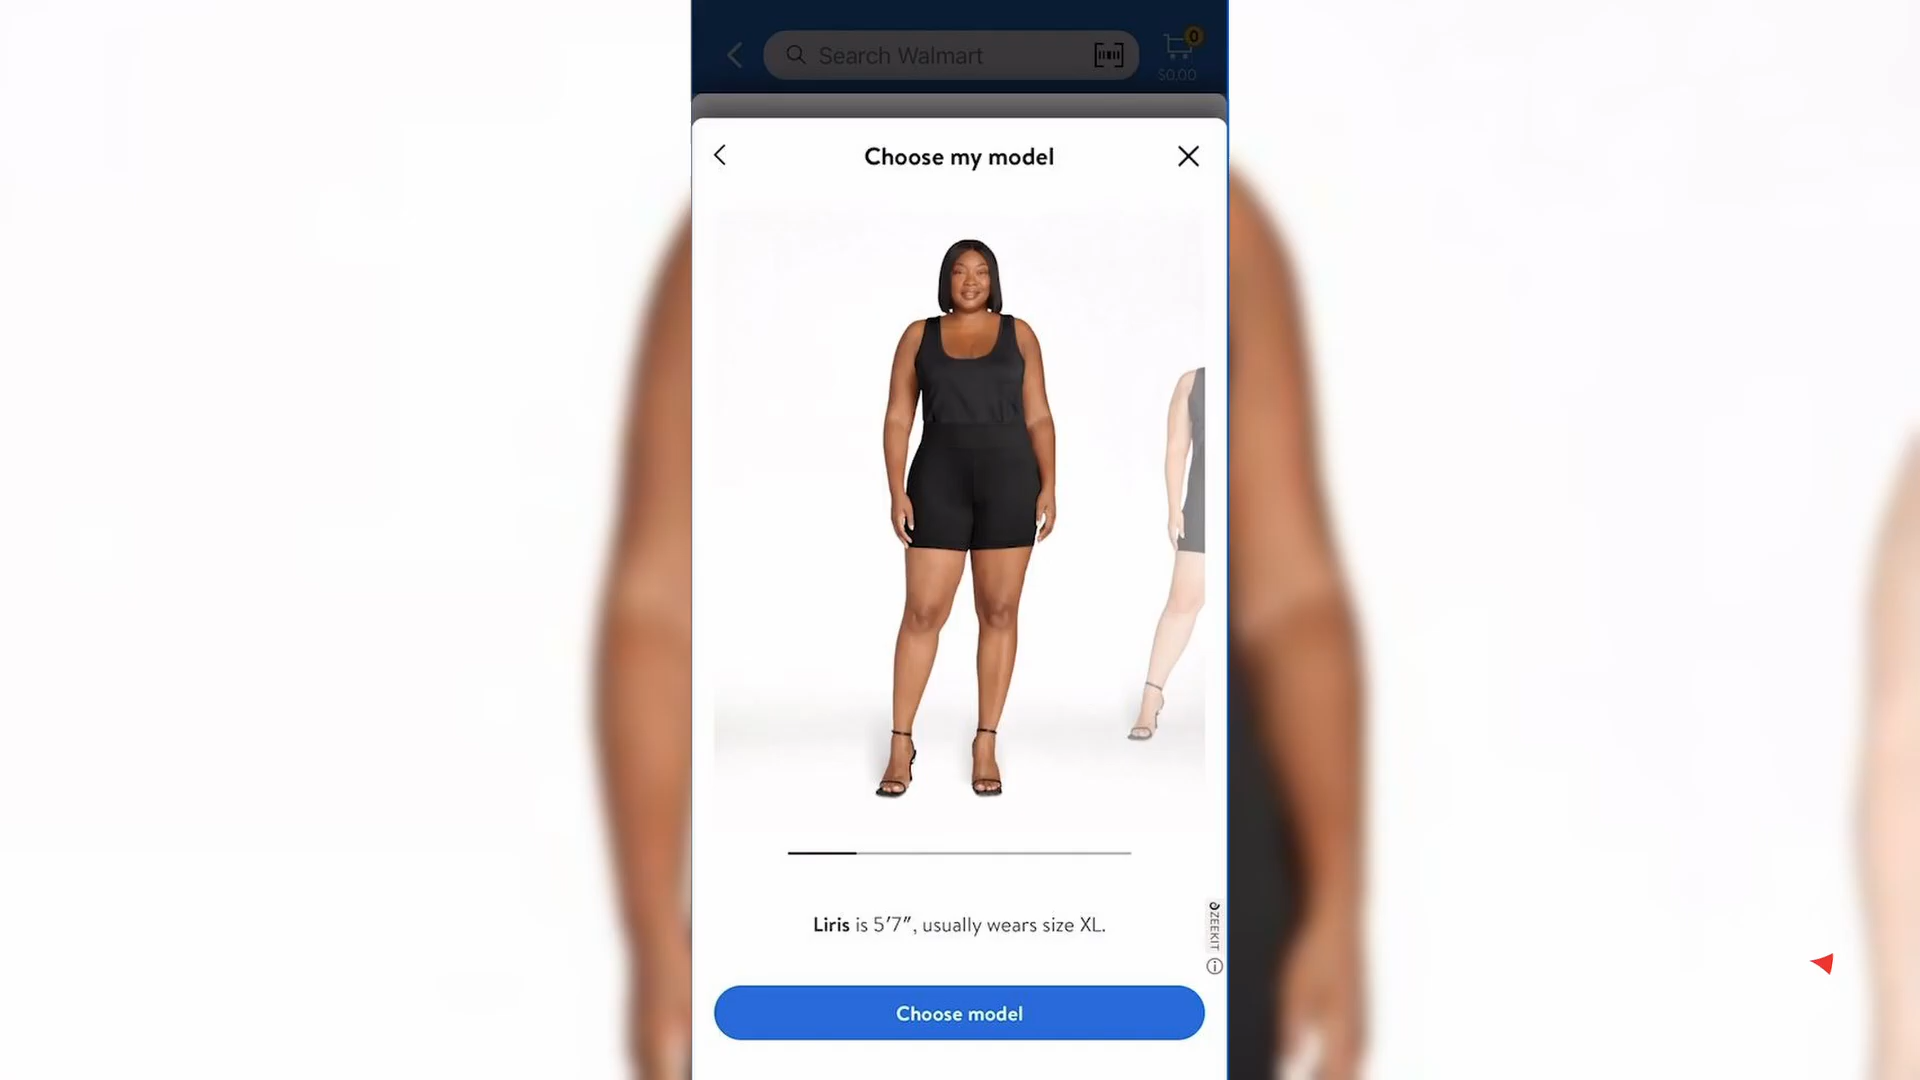 Search Walmart
0
$0.00
Choose my model
Liris is 5′7″, usually wears size XL.
ZEEKIT
Choose model